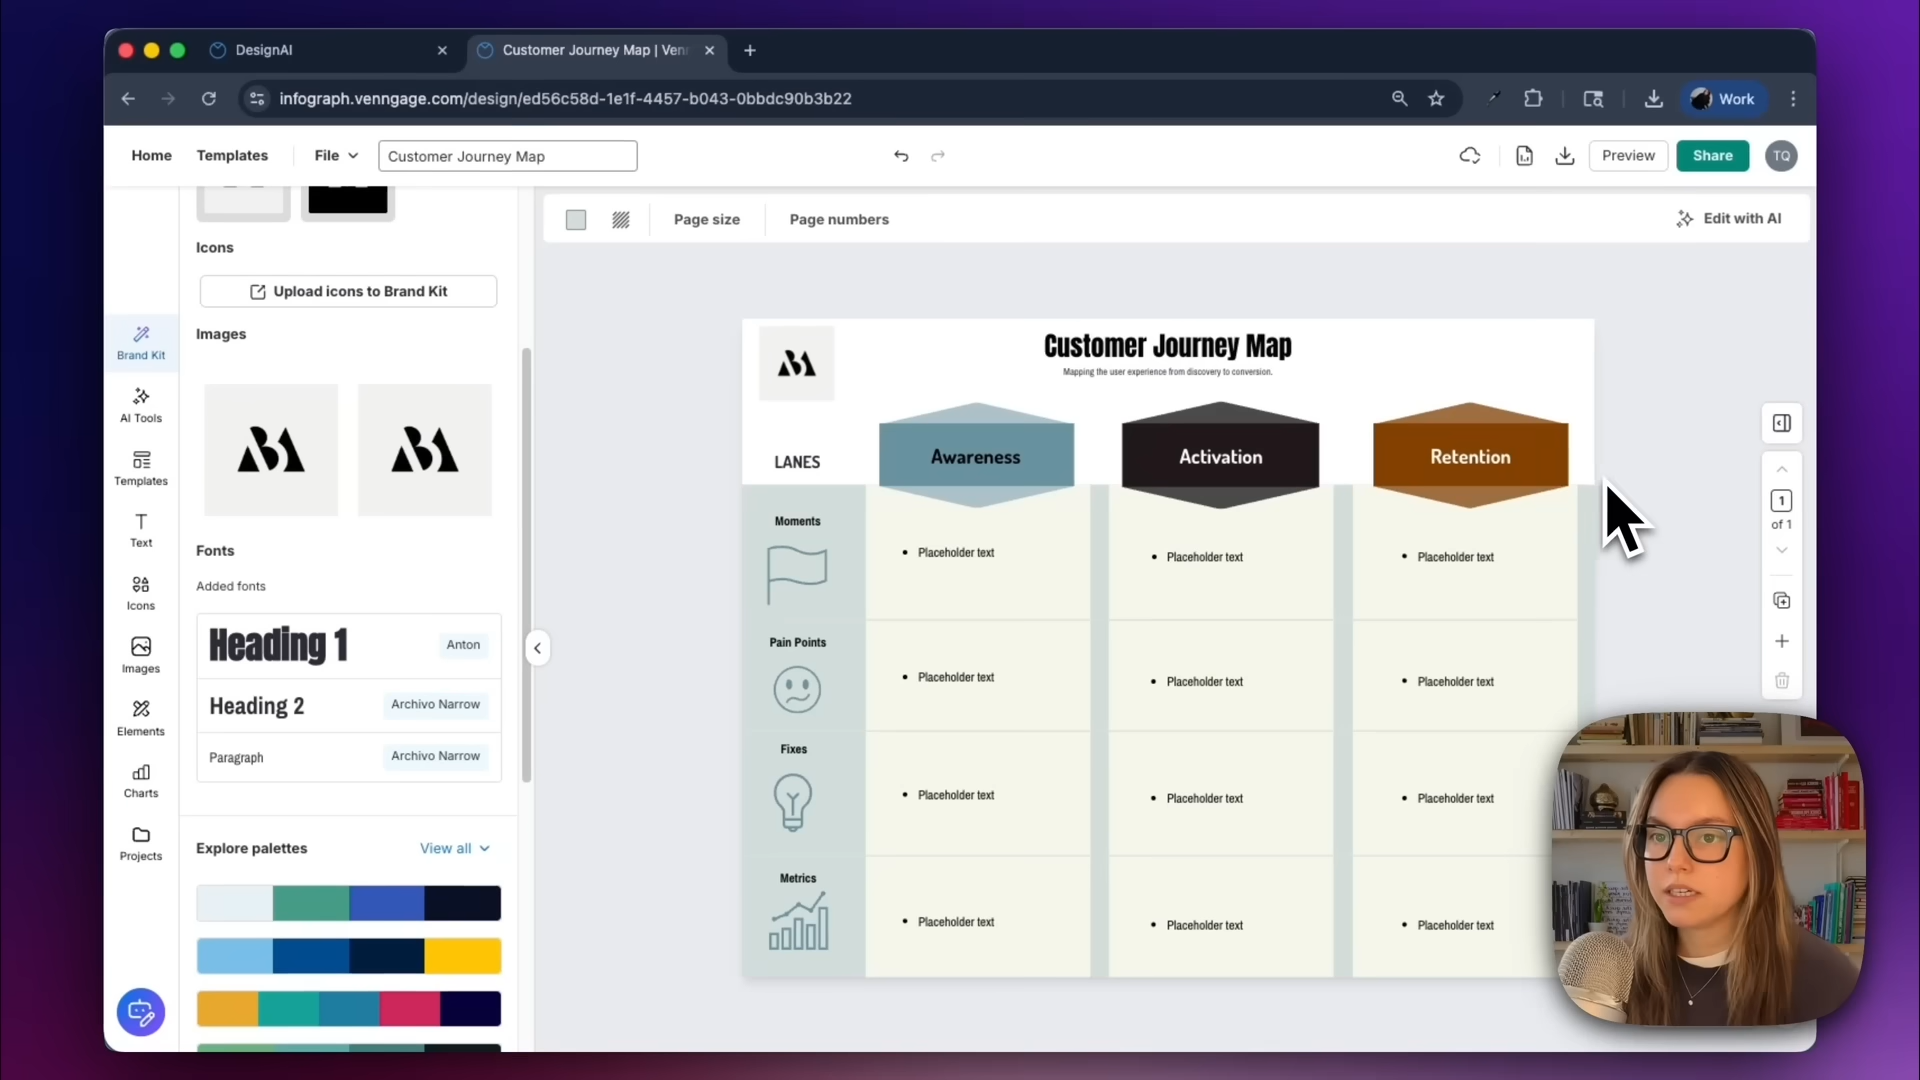 DesignAI
Customer Journey Map | Ven
infograph.venngage.com/design/ed56c58d-1e1f-4457-b043-0bbdc90b3b22
Work
Home
Templates
File
Customer Journey Map
Preview
Share
TQ
Page size
Page numbers
Edit with AI
Brand Kit
AI Tools
Templates
Text
Icons
Images
Elements
Charts
Projects
Icons
Upload icons to Brand Kit
Images
Fonts
Added fonts
Heading 1
Anton
Heading 2
Archivo Narrow
Paragraph
Archivo Narrow
Explore palettes
View all
Customer Journey Map
Mapping the user experience from discovery to conversion.
LANES
Awareness
Activation
Retention
Moments
Placeholder text
Placeholder text
Placeholder text
Pain Points
Placeholder text
Placeholder text
Placeholder text
Fixes
Placeholder text
Placeholder text
Placeholder text
Metrics
Placeholder text
Placeholder text
Placeholder text
1
of 1